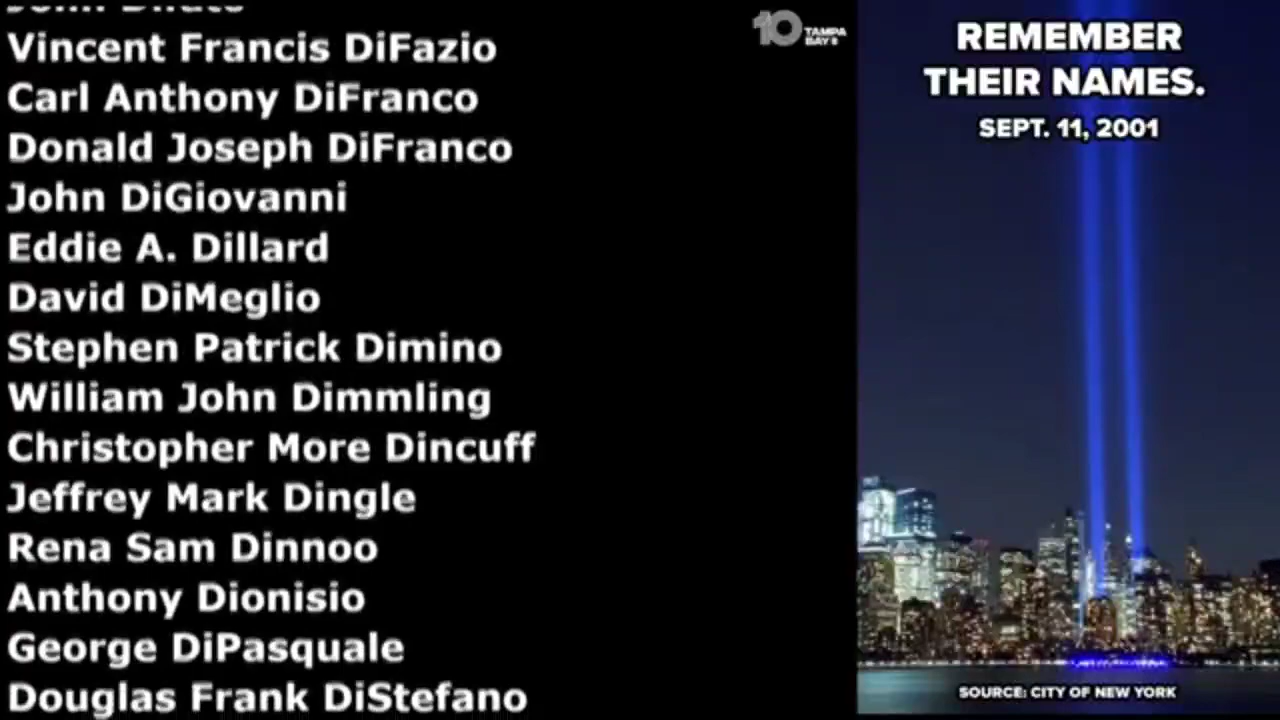 Vincent Francis DiFazio
Carl Anthony DiFranco
Donald Joseph DiFranco
John DiGiovanni
Eddie A. Dillard
David DiMeglio
Stephen Patrick Dimino
William John Dimmling
Christopher More Dincuff
Jeffrey Mark Dingle
Rena Sam Dinnoo
Anthony Dionisio
George DiPasquale
Douglas Frank DiStefano
10 TAMPA
BAY
REMEMBER
THEIR NAMES.
SEPT. 11, 2001
SOURCE: CITY OF NEW YORK